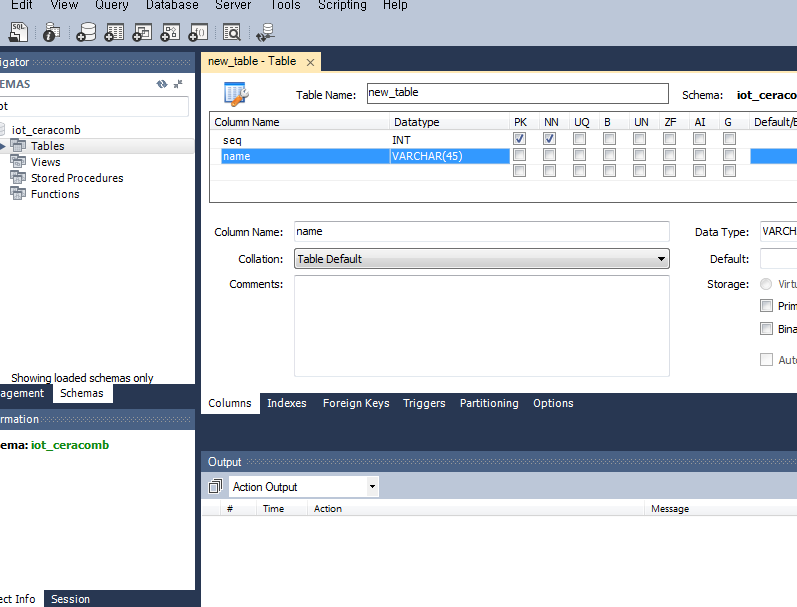 Edit View Query Database Server Tools Scripting Help
SQL
igator
new_table - Table
EMAS
Table Name: new_table Schema: iot_ceraco
ot
Column Name Datatype PK NN UQ B UN ZF AI G Default/E
iot_ceracomb
seq INT
Tables
name VARCHAR(45)
Views
Stored Procedures
Functions
Column Name: name Data Type: VARCH
Collation: Table Default Default:
Comments: Storage: Virtu
Prim
Bina
Auto
Showing loaded schemas only
agement Schemas
Columns Indexes Foreign Keys Triggers Partitioning Options
rmation
ema: iot_ceracomb
Output
Action Output
# Time Action Message
ect Info Session